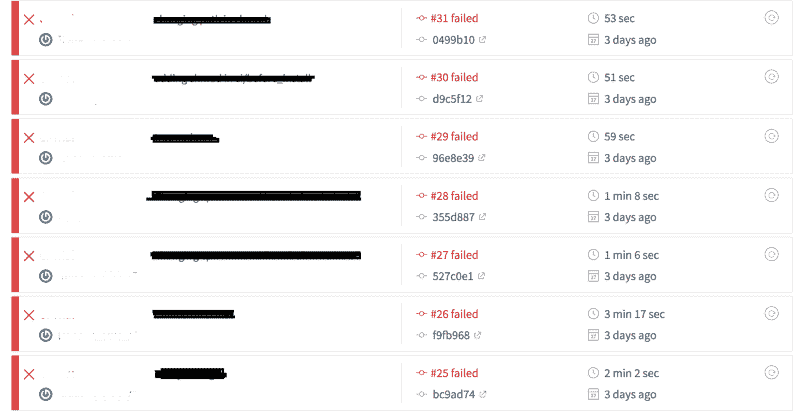 #31 failed
53 sec
0499b10
3 days ago
#30 failed
51 sec
d9c5f12
3 days ago
#29 failed
59 sec
96e8e39
3 days ago
#28 failed
1 min 8 sec
355d887
3 days ago
#27 failed
1 min 6 sec
527c0e1
3 days ago
#26 failed
3 min 17 sec
f9fb968
3 days ago
#25 failed
2 min 2 sec
bc9ad74
3 days ago